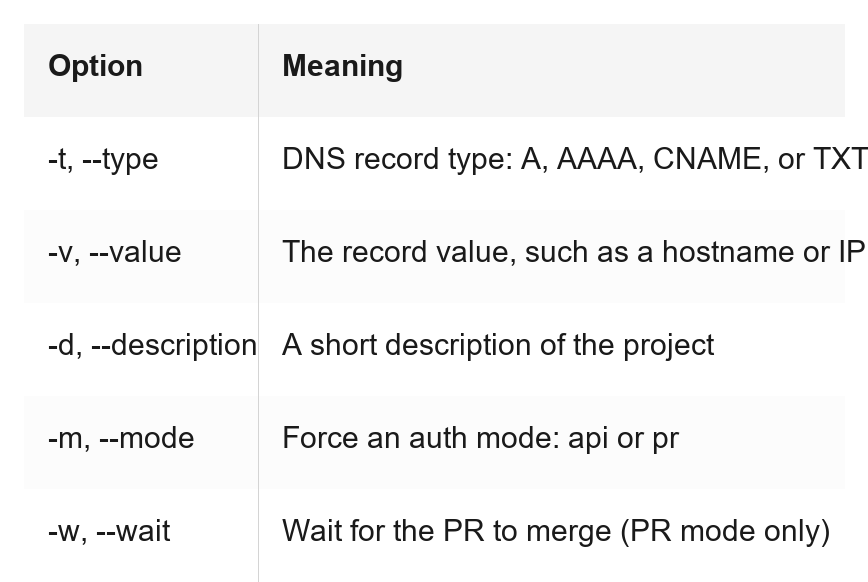 Option Meaning
-t, --type DNS record type: A, AAAA, CNAME, or TXT
-v, --value The record value, such as a hostname or IP
-d, --description A short description of the project
-m, --mode Force an auth mode: api or pr
-w, --wait Wait for the PR to merge (PR mode only)